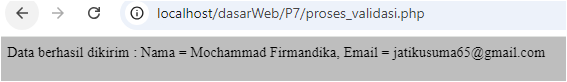 localhost/dasarWeb/P7/proses_validasi.php
Data berhasil dikirim : Nama = Mochammad Firmandika, Email = jatikusuma65@gmail.com